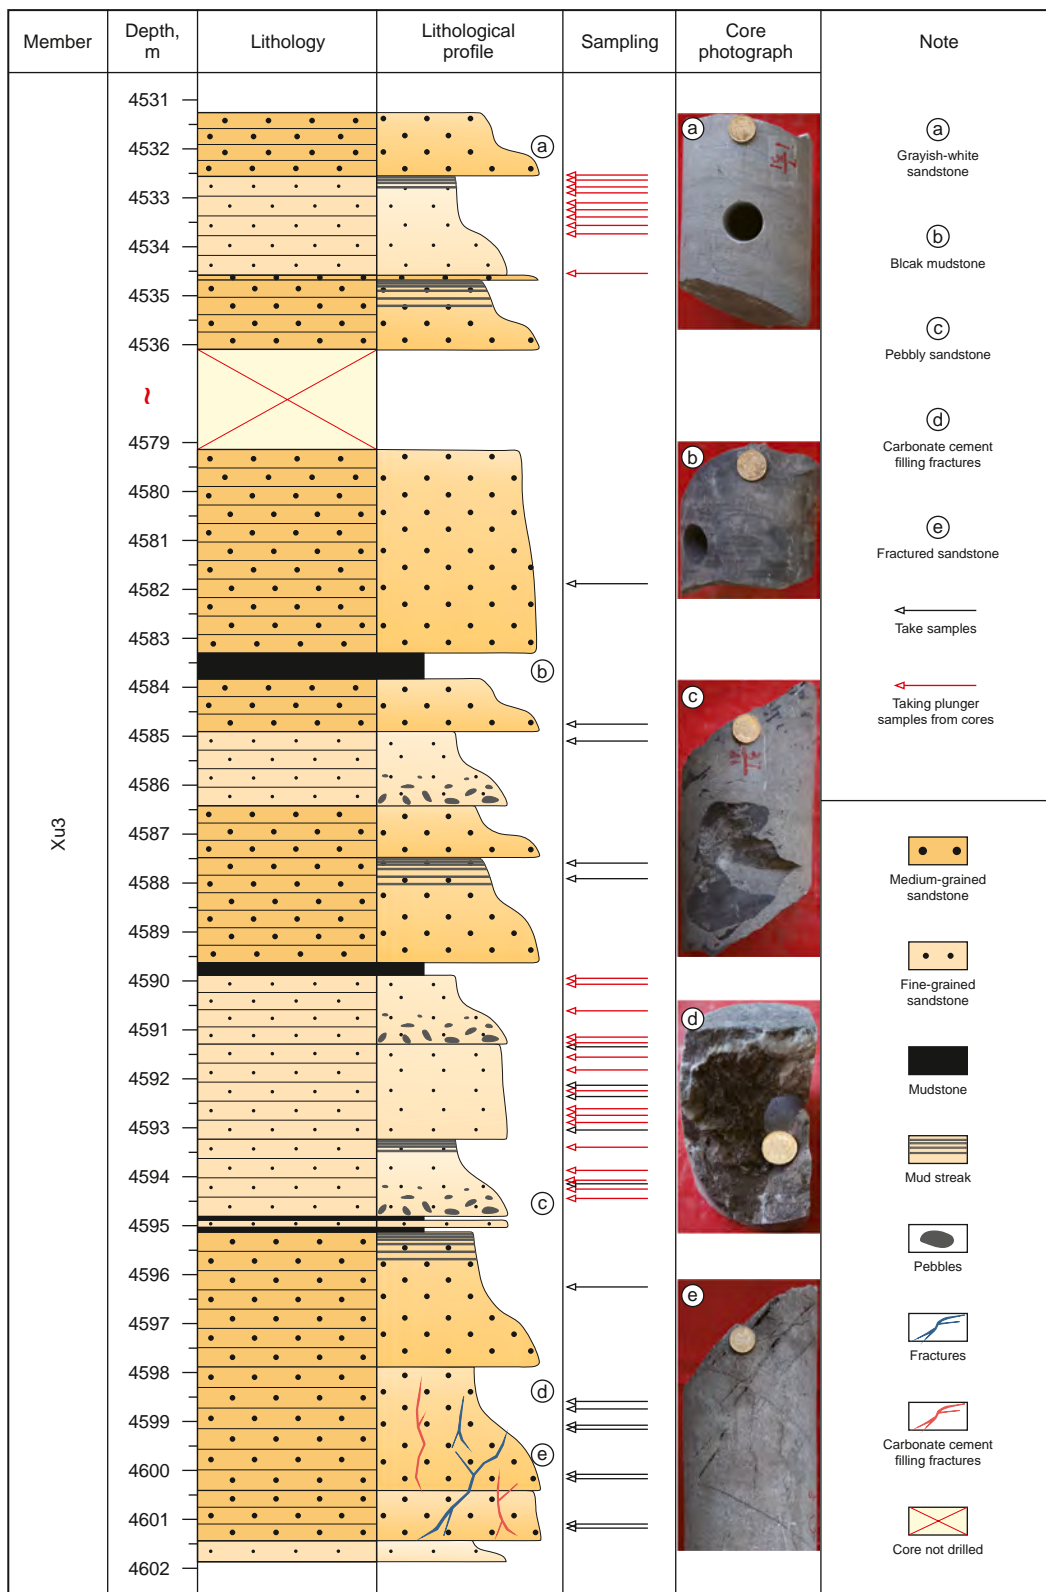 Member
Depth, m
Lithology
Lithological profile
Sampling
Core photograph
Note
Xu3
4531
4532
4533
4534
4535
4536
~
4579
4580
4581
4582
4583
4584
4585
4586
4587
4588
4589
4590
4591
4592
4593
4594
4595
4596
4597
4598
4599
4600
4601
4602
a
b
c
d
e
a
b
c
d
e
a
Grayish-white
sandstone
b
Blcak mudstone
c
Pebbly sandstone
d
Carbonate cement
filling fractures
e
Fractured sandstone
Take samples
Taking plunger
samples from cores
Medium-grained
sandstone
Fine-grained
sandstone
Mudstone
Mud streak
Pebbles
Fractures
Carbonate cement
filling fractures
Core not drilled